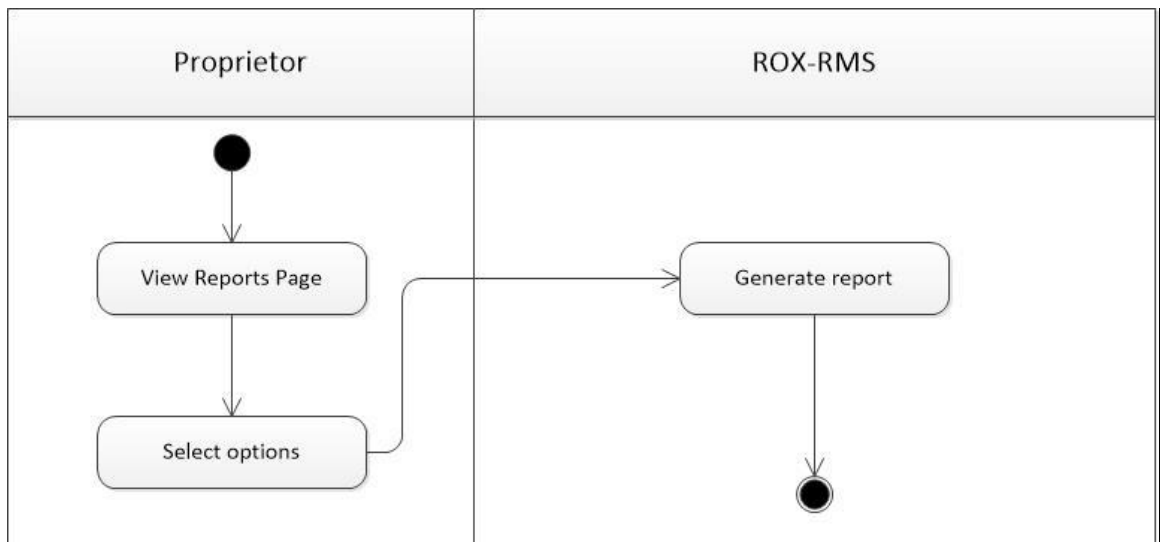 Proprietor
ROX-RMS
View Reports Page
Generate report
Select options